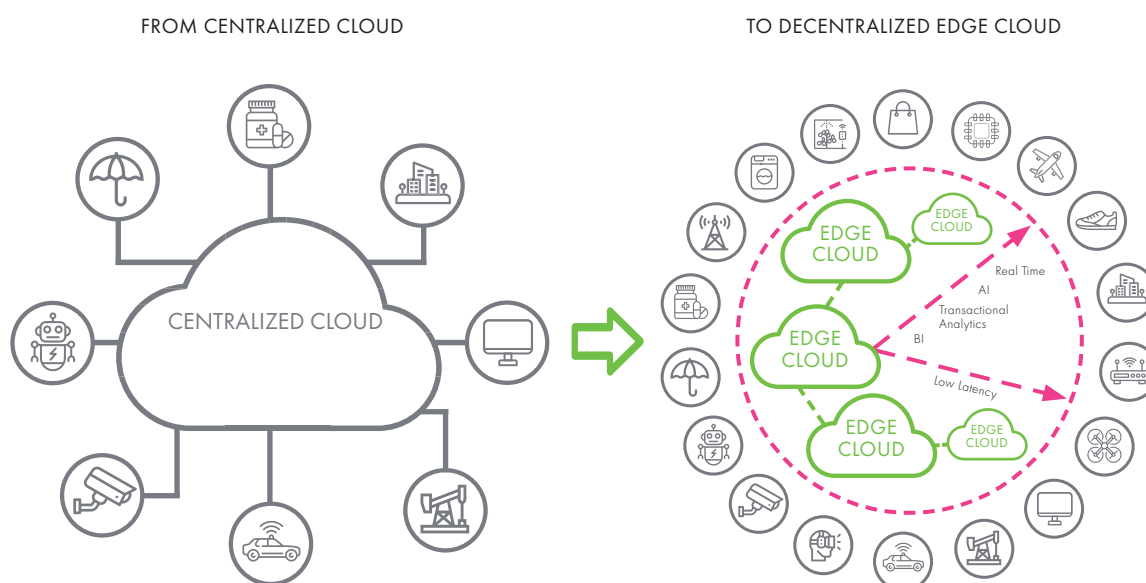 FROM CENTRALIZED CLOUD
TO DECENTRALIZED EDGE CLOUD
CENTRALIZED CLOUD
EDGE
CLOUD
EDGE
CLOUD
Real Time
AI
Transactional
Analytics
BI
EDGE
CLOUD
Low Latency
EDGE
CLOUD
EDGE
CLOUD